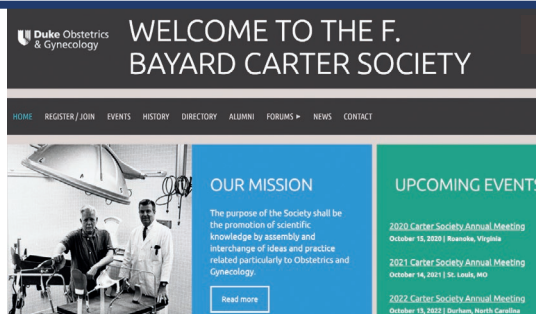 Duke Obstetrics
& Gynecology
WELCOME TO THE F.
BAYARD CARTER SOCIETY
HOME REGISTER / JOIN EVENTS HISTORY DIRECTORY ALUMNI FORUMS ► NEWS CONTACT
OUR MISSION
The purpose of the Society shall be
the promotion of scientific
knowledge by assembly and
interchange of ideas and practice
related particularly to Obstetrics and
Gynecology.
Read more
UPCOMING EVENTS
2020 Carter Society Annual Meeting
October 13, 2020 | Roanoke, Virginia
2021 Carter Society Annual Meeting
October 14, 2021 | St. Louis, MO
2022 Carter Society Annual Meeting
October 13, 2022 | Durham, North Carolina